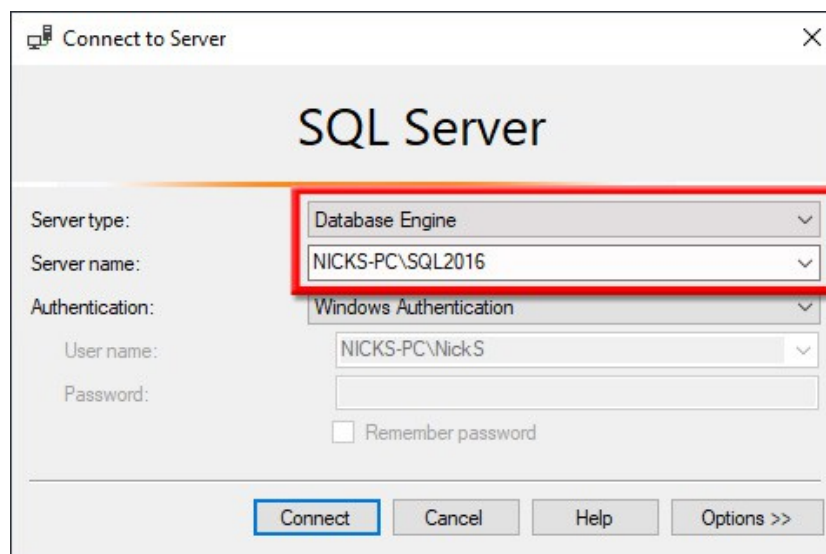 Connect to Server
SQL Server
Server type: Database Engine
Server name: NICKS-PC\SQL2016
Authentication: Windows Authentication
User name: NICKS-PC\NickS
Password:
Remember password
Connect Cancel Help Options >>